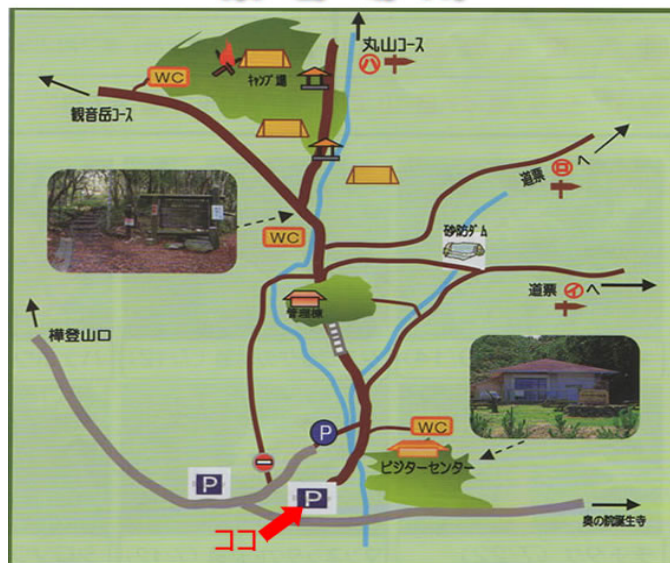 丸山コース
ハ
WC
キャンプ場
観音岳コース
道票 ロ へ
WC
砂防ダム
道票 イ へ
管理棟
樺登山口
P
WC
ビジターセンター
P
P
ココ
奥の院誕生寺